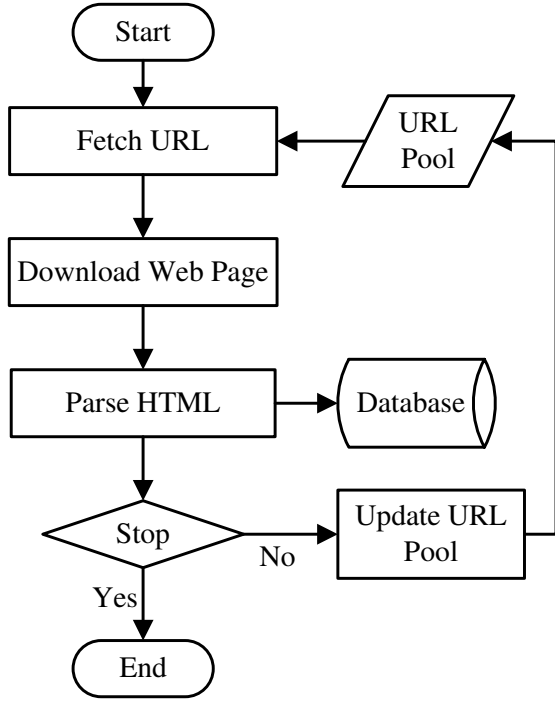 Start
Fetch URL
URL
Pool
Download Web Page
Parse HTML
Database
Stop
No
Update URL
Pool
Yes
End